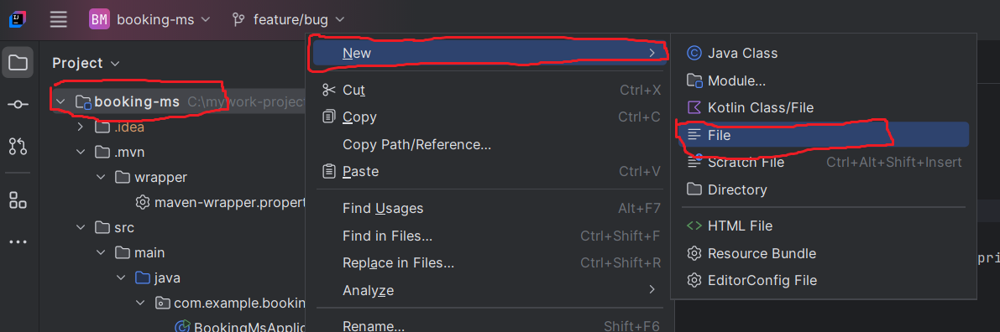 BM booking-ms feature/bug
Project
booking-ms C:\mywork-project
.idea
.mvn
wrapper
maven-wrapper.propert
src
main
java
com.example.bookin
BookingMsApplic
New
Cut Ctrl+X
Copy Ctrl+C
Copy Path/Reference...
Paste Ctrl+V
Find Usages Alt+F7
Find in Files... Ctrl+Shift+F
Replace in Files... Ctrl+Shift+R
Analyze
Rename... Shift+F6
Java Class
Module...
Kotlin Class/File
File
Scratch File Ctrl+Alt+Shift+Insert
Directory
HTML File
Resource Bundle
EditorConfig File
pri